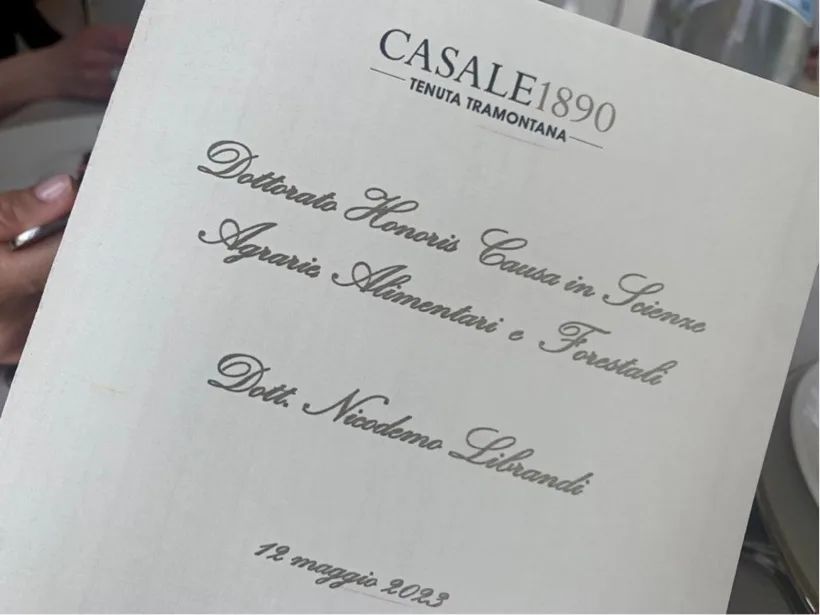 CASALE1890
TENUTA TRAMONTANA
Dottorato Honoris Causa in Scienze
Agrarie Alimentari e Forestali
Dott. Nicodemo Librandi
12 maggio 2023